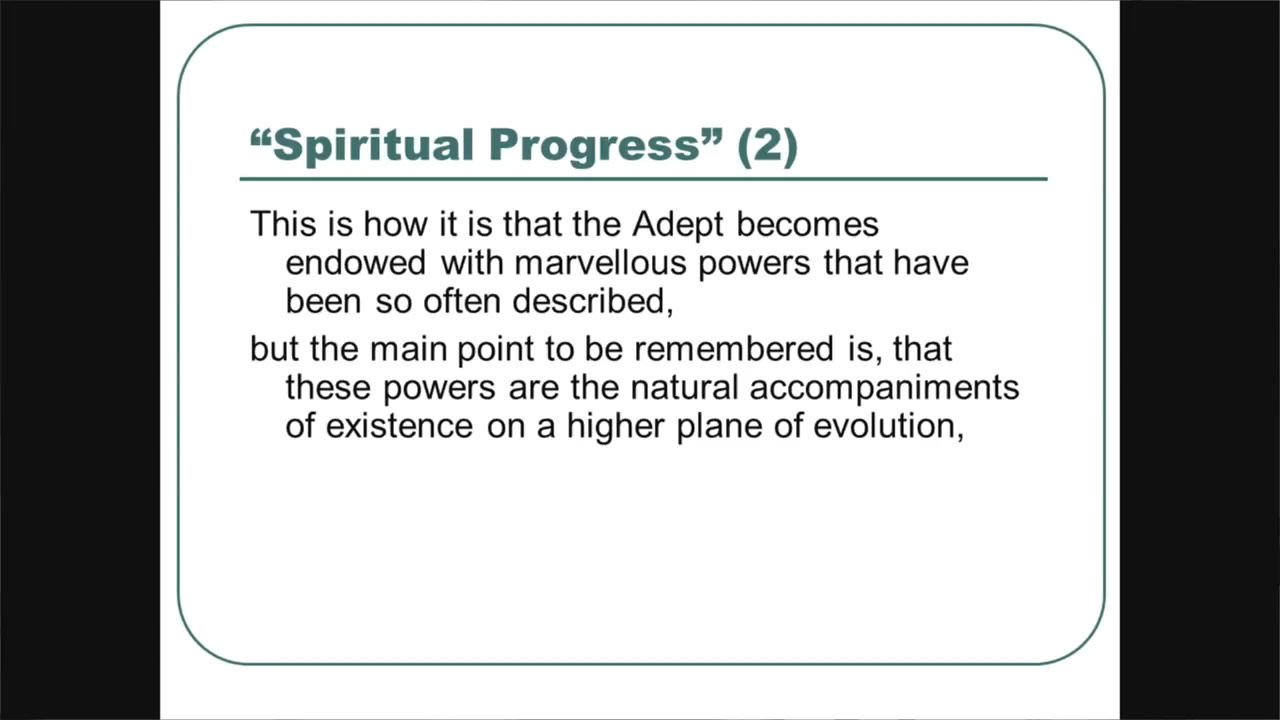 “Spiritual Progress” (2)
This is how it is that the Adept becomes
endowed with marvellous powers that have
been so often described,
but the main point to be remembered is, that
these powers are the natural accompaniments
of existence on a higher plane of evolution,